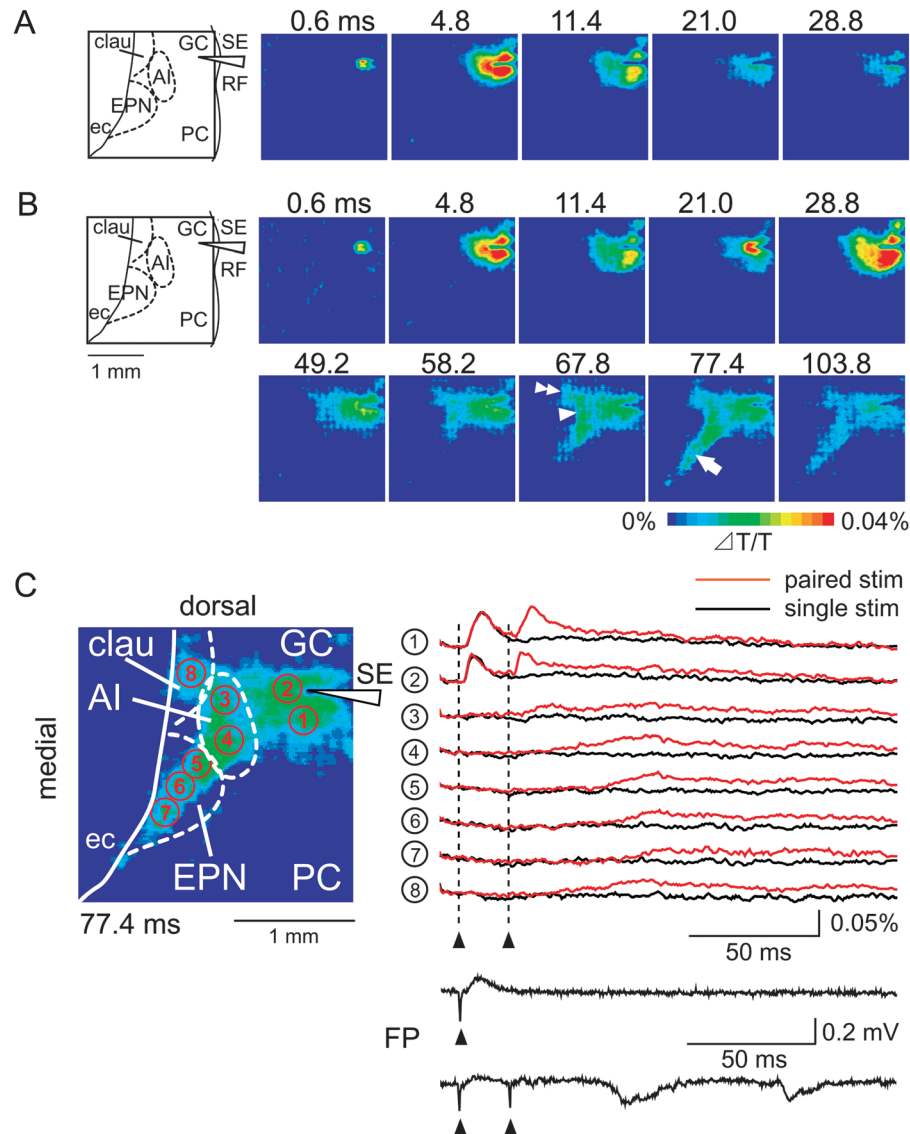 A
clau GC SE
AI
RF
EPN
ec PC
0.6 ms 4.8 11.4 21.0 28.8
B
clau GC SE
AI
RF
EPN
ec PC
1 mm
0.6 ms 4.8 11.4 21.0 28.8
49.2 58.2 67.8 77.4 103.8
0% 0.04%
⊿T/T
C
dorsal
clau GC
SE
AI
medial
8 3 2 1 4 5 6 7
ec
EPN PC
77.4 ms
1 mm
paired stim
single stim
①
②
③
④
⑤
⑥
⑦
⑧
0.05%
50 ms
FP
0.2 mV
50 ms